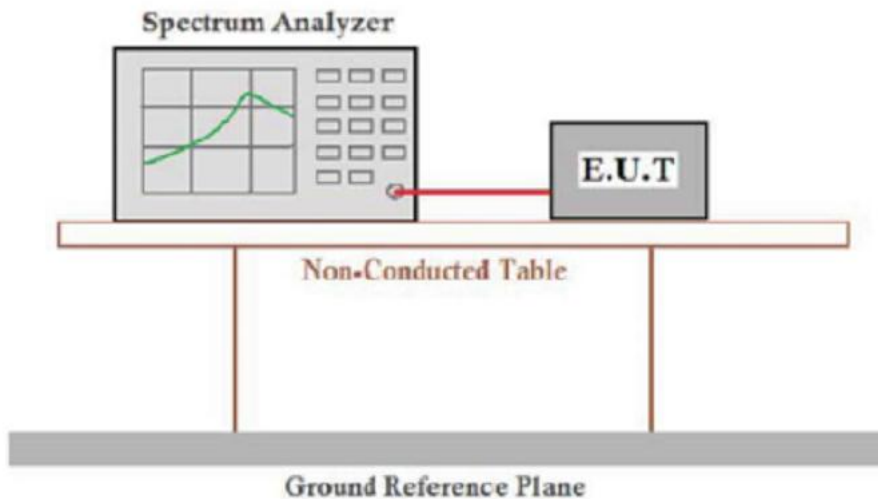 Spectrum Analyzer
E.U.T
Non-Conducted Table
Ground Reference Plane